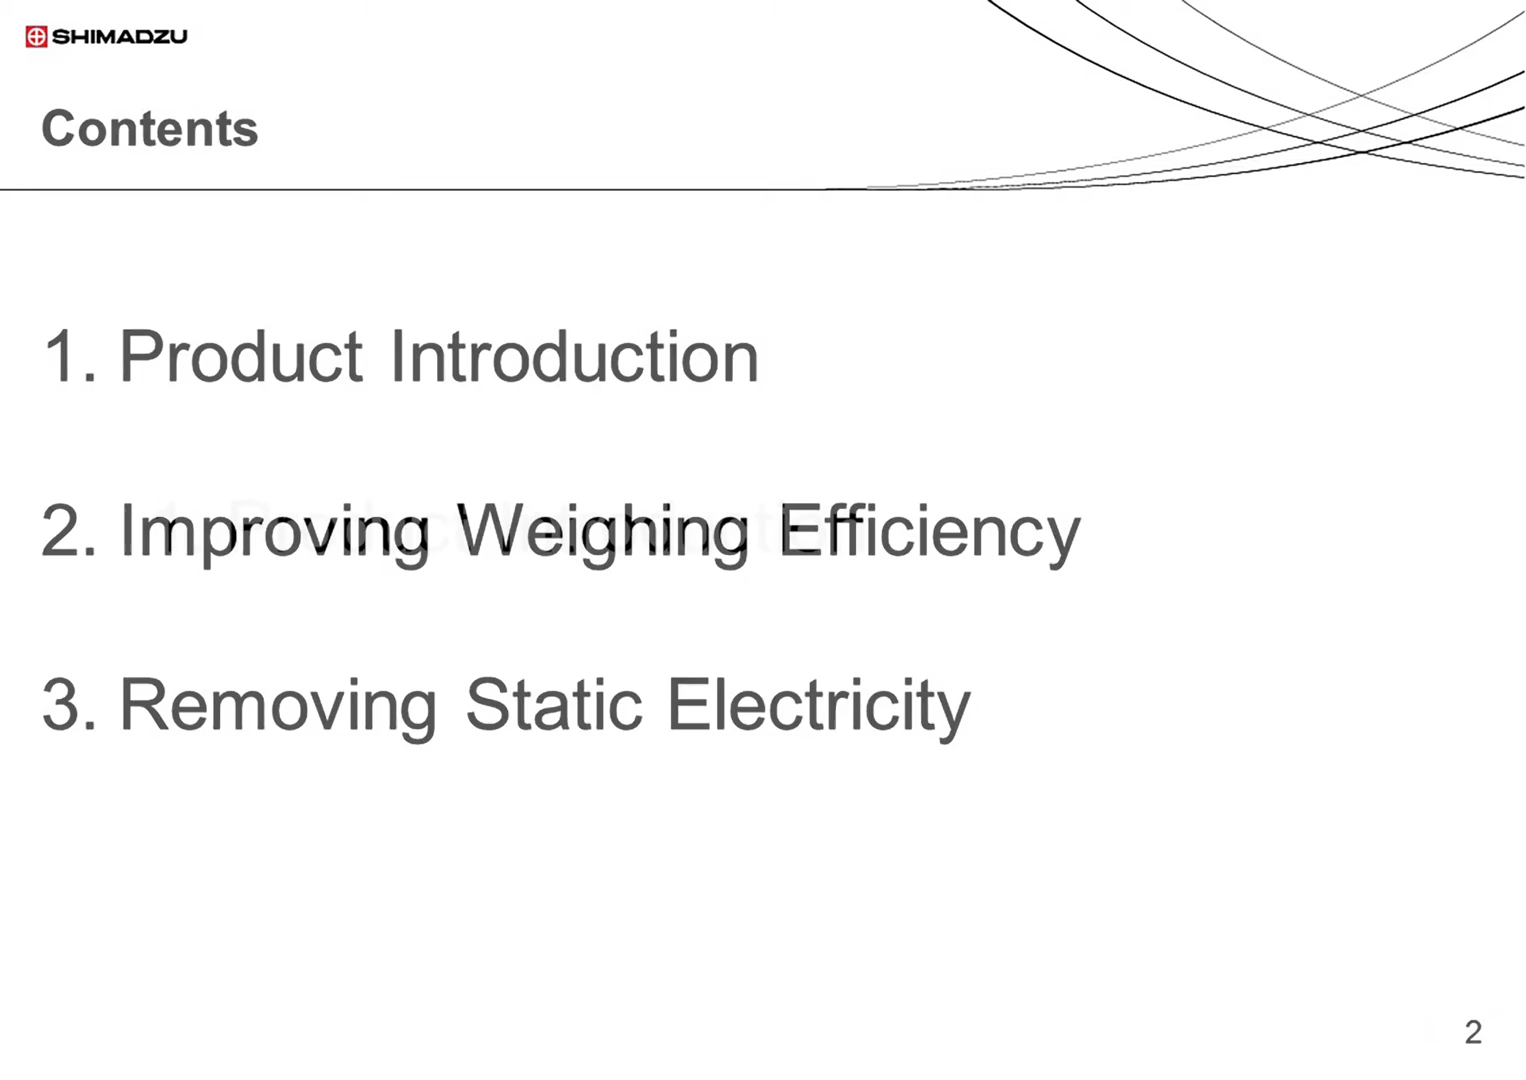 SHIMADZU
Contents
1. Product Introduction
2. Improving Weighing Efficiency
3. Removing Static Electricity
2